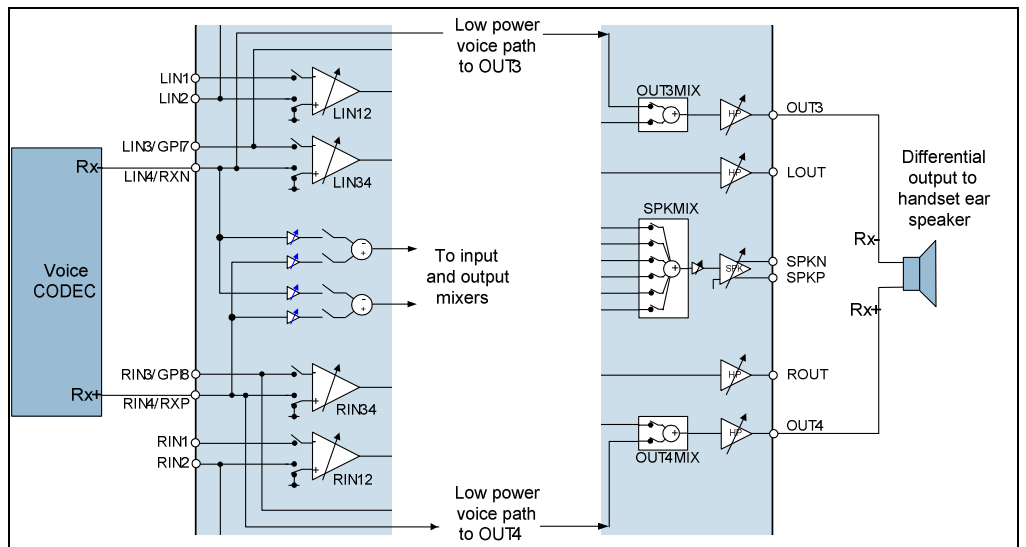 Low power
voice path
to OUT3
LIN1
LIN2
LIN12
LIN3/GPI7
LIN4/RXN
LIN34
Rx-
Voice
CODEC
Rx+
To input
and output
mixers
RIN3/GPI8
RIN4/RXP
RIN34
RIN1
RIN2
RIN12
Low power
voice path
to OUT4
OUT3MIX
HP
OUT3
HP
LOUT
SPKMIX
SPK
SPKN
SPKP
HP
ROUT
OUT4MIX
HP
OUT4
Differential
output to
handset ear
speaker
Rx-
Rx+
- +
- +
+
+
+